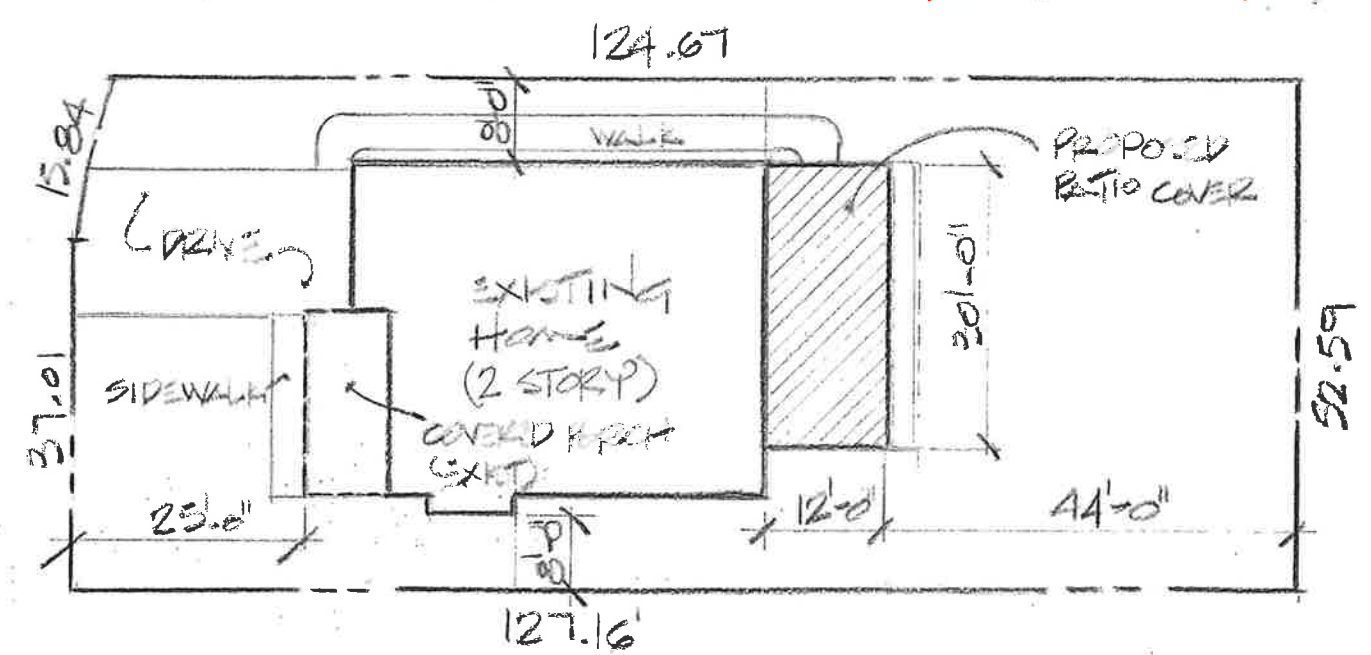 124.67
15.84
8'-0"
WALK
PROPOSED
PATIO COVER
DRIVE
EXISTING
HOME
(2 STORY)
30'-0"
52.59
SIDEWALK
37.01
COVERED PORCH
(EXIST)
25'-0"
8'-0"
12'-0"
44'-0"
127.16'